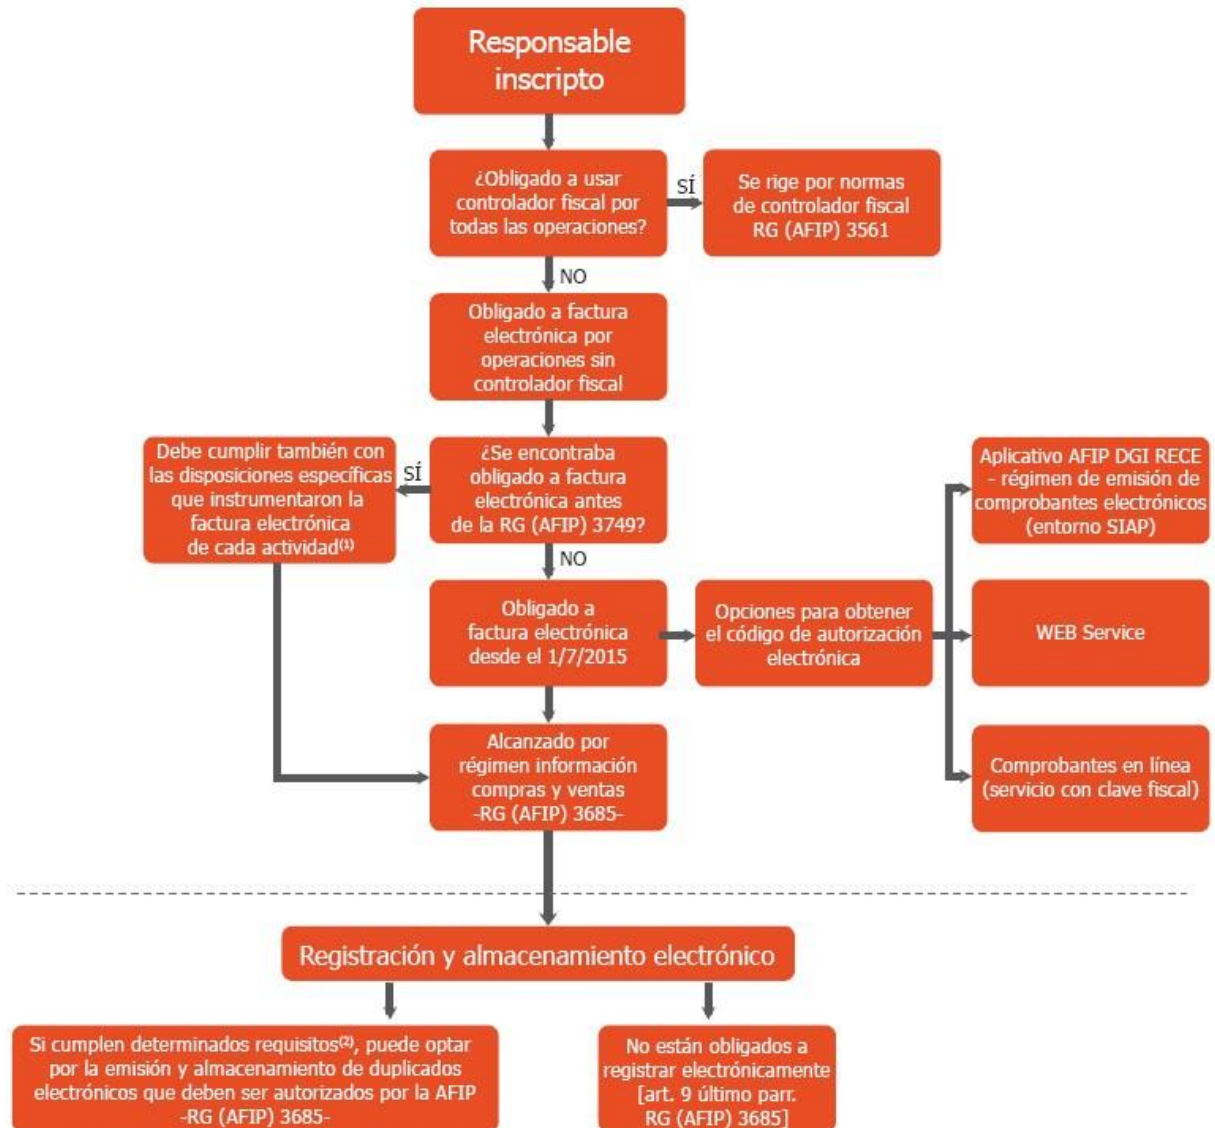 Responsable
inscripto
¿Obligado a usar
controlador fiscal por
todas las operaciones?
SÍ
Se rige por normas
de controlador fiscal
RG (AFIP) 3561
NO
Obligado a factura
electrónica por
operaciones sin
controlador fiscal
¿Se encontraba
obligado a factura
electrónica antes
de la RG (AFIP) 3749?
SÍ
Debe cumplir también con
las disposiciones específicas
que instrumentaron la
factura electrónica
de cada actividad(1)
NO
Obligado a
factura electrónica
desde el 1/7/2015
Opciones para obtener
el código de autorización
electrónica
Aplicativo AFIP DGI RECE
- régimen de emisión de
comprobantes electrónicos
(entorno SIAP)
WEB Service
Comprobantes en línea
(servicio con clave fiscal)
Alcanzado por
régimen información
compras y ventas
-RG (AFIP) 3685-
Registración y almacenamiento electrónico
Si cumplen determinados requisitos(2), puede optar
por la emisión y almacenamiento de duplicados
electrónicos que deben ser autorizados por la AFIP
-RG (AFIP) 3685-
No están obligados a
registrar electrónicamente
[art. 9 último parr.
RG (AFIP) 3685]